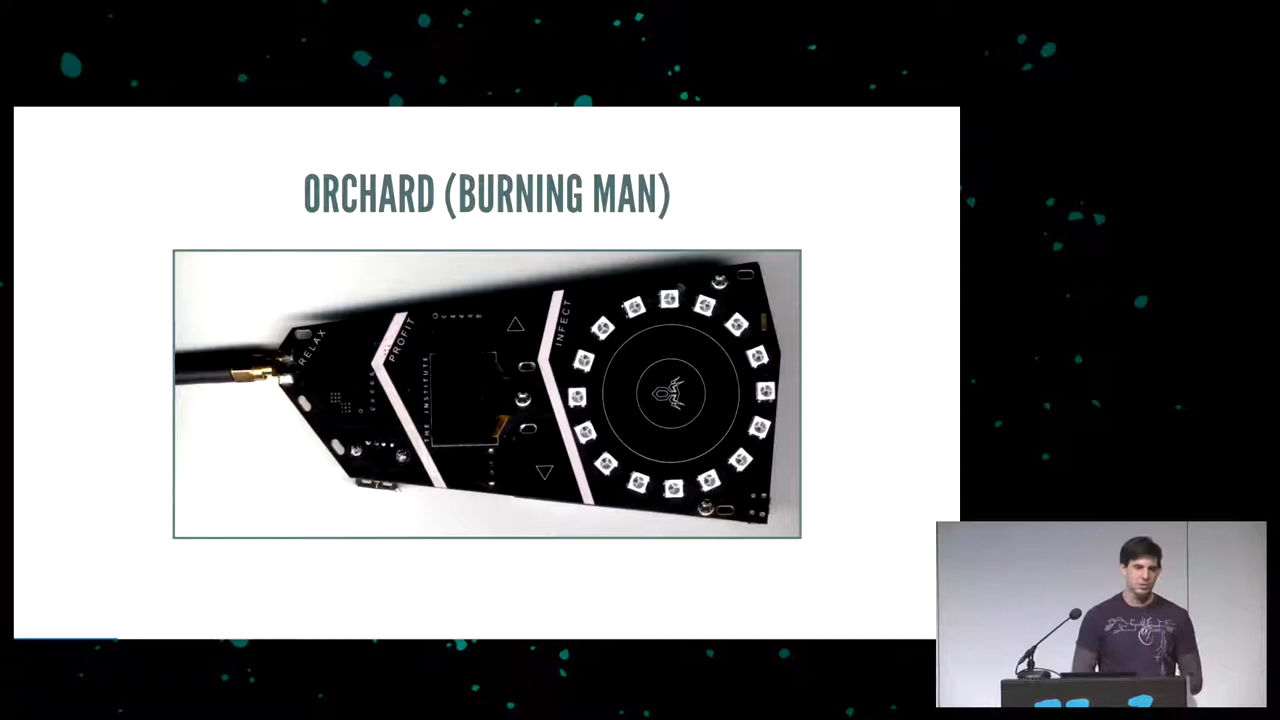 ORCHARD (BURNING MAN)
RELAX
PROFIT
THE INSTITUTE
INFECT